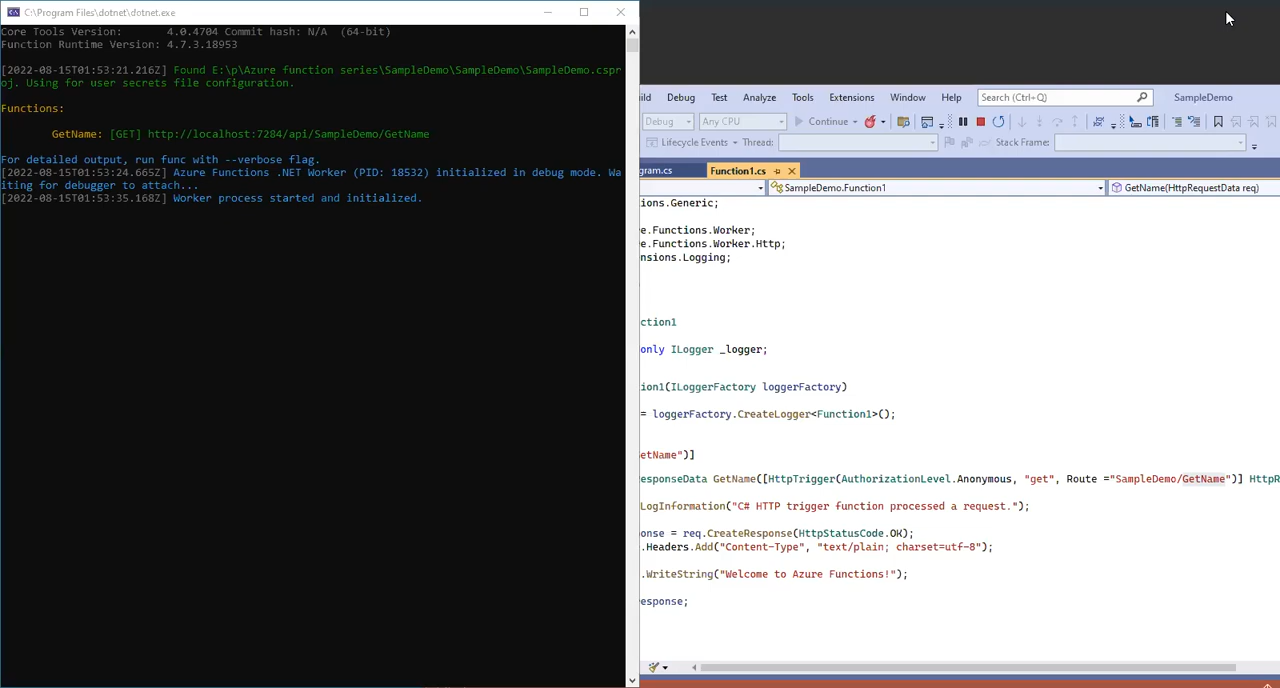 C:\Program Files\dotnet\dotnet.exe
Core Tools Version:       4.0.4704 Commit hash: N/A  (64-bit)
Function Runtime Version: 4.7.3.18953
[2022-08-15T01:53:21.216Z] Found E:\p\Azure function series\SampleDemo\SampleDemo\SampleDemo.cspr
oj. Using for user secrets file configuration.
Functions:
GetName: [GET] http://localhost:7284/api/SampleDemo/GetName
For detailed output, run func with --verbose flag.
[2022-08-15T01:53:24.665Z] Azure Functions .NET Worker (PID: 18532) initialized in debug mode. Wa
iting for debugger to attach...
[2022-08-15T01:53:35.168Z] Worker process started and initialized.
ild Debug Test Analyze Tools Extensions Window Help Search (Ctrl+Q) SampleDemo
Debug Any CPU Continue
Lifecycle Events Thread: Stack Frame:
gram.cs Function1.cs
SampleDemo.Function1 GetName(HttpRequestData req)
ions.Generic;
e.Functions.Worker;
e.Functions.Worker.Http;
nsions.Logging;
ction1
only ILogger _logger;
ion1(ILoggerFactory loggerFactory)
= loggerFactory.CreateLogger<Function1>();
etName")]
esponseData GetName([HttpTrigger(AuthorizationLevel.Anonymous, "get", Route ="SampleDemo/GetName")] HttpR
LogInformation("C# HTTP trigger function processed a request.");
onse = req.CreateResponse(HttpStatusCode.OK);
.Headers.Add("Content-Type", "text/plain; charset=utf-8");
.WriteString("Welcome to Azure Functions!");
esponse;